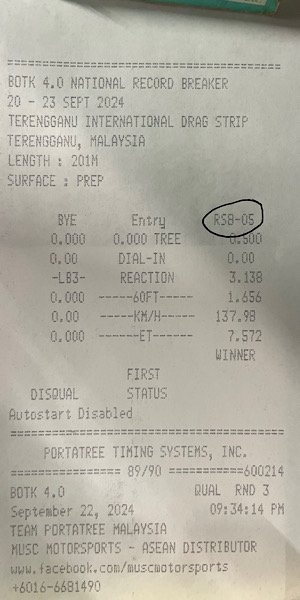 =====================================
BOTK 4.0 NATIONAL RECORD BREAKER
20 - 23 SEPT 2024
TERENGGANU INTERNATIONAL DRAG STRIP
TERENGGANU, MALAYSIA
LENGTH : 201M
SURFACE : PREP
BYE Entry RSB-05
0.000 0.000 TREE 0.500
0.00 DIAL-IN 0.00
-LB3- REACTION 3.138
0.000 -----60FT----- 1.656
0.00 -----KM/H----- 137.98
0.000 ------ET------ 7.572
WINNER
FIRST
DISQUAL STATUS
Autostart Disabled
=====================================
PORTATREE TIMING SYSTEMS, INC.
================ 89/90 ===========600214
BOTK 4.0 QUAL RND 3
September 22, 2024 09:34:14 PM
TEAM PORTATREE MALAYSIA
MUSC MOTORSPORTS - ASEAN DISTRIBUTOR
www.facebook.com/muscmotorsports
+6016-6681490